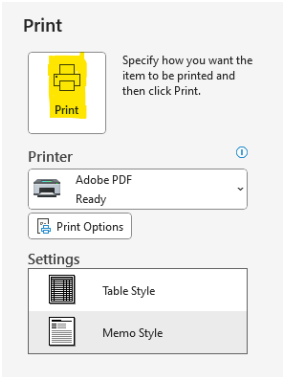 Print
Specify how you want the
item to be printed and
then click Print.
Print
Printer
Adobe PDF
Ready
Print Options
Settings
Table Style
Memo Style